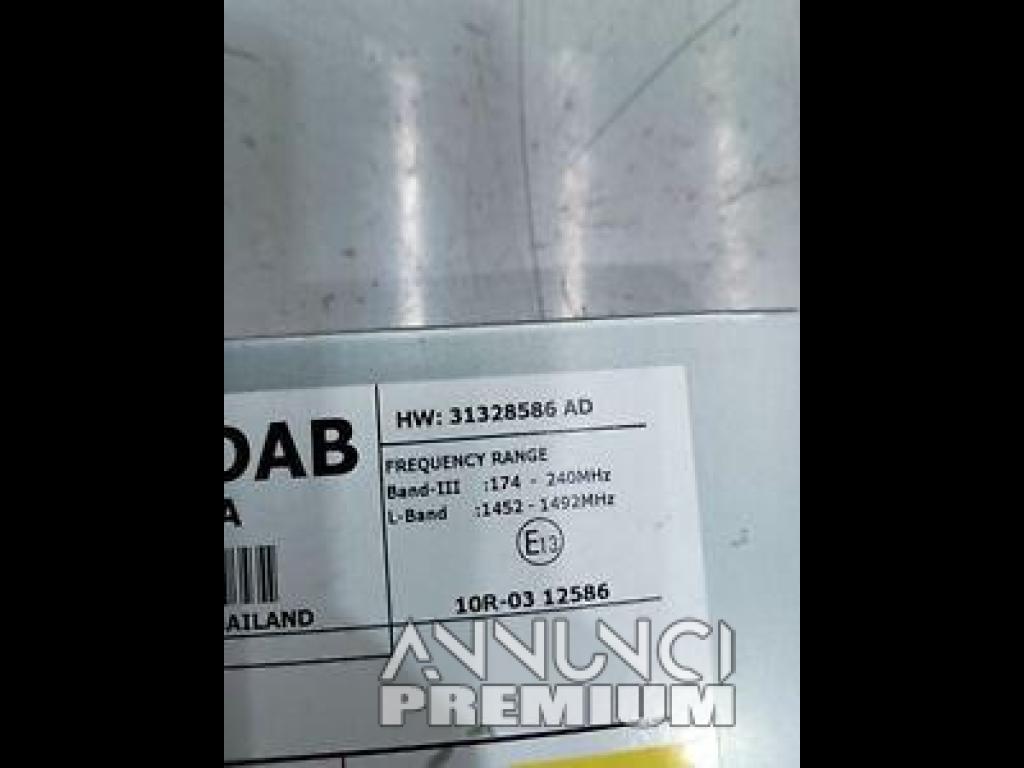 HW: 31328586 AD
DAB
FREQUENCY RANGE
Band-III :174 - 240MHz
L-Band :1452 - 1492MHz
A
E13
10R-03 12586
AILAND
ANNUNCI
PREMIUM